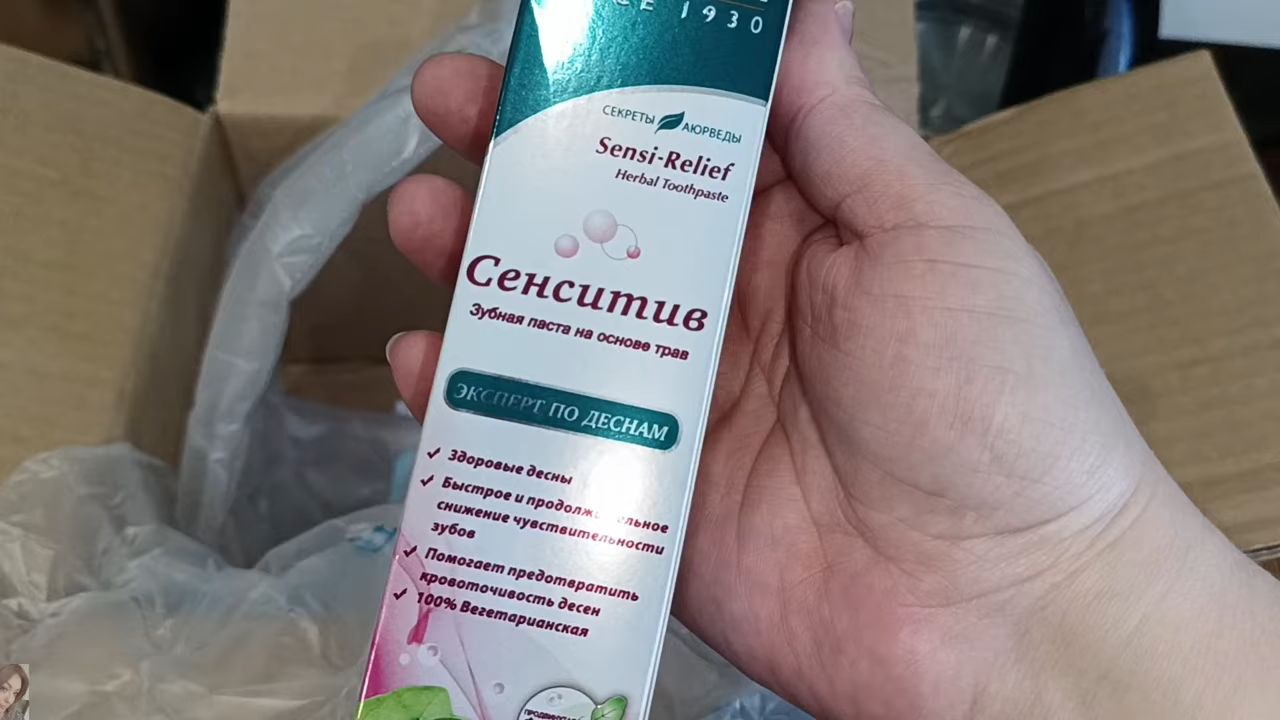 1930
СЕКРЕТЫ АЮРВЕДЫ
Sensi-Relief
Herbal Toothpaste
Сенситив
Зубная паста на основе трав
ЭКСПЕРТ ПО ДЕСНАМ
Здоровые десны
Быстрое и продолжительное
снижение чувствительности
зубов
Помогает предотвратить
кровоточивость десен
100% Вегетарианская